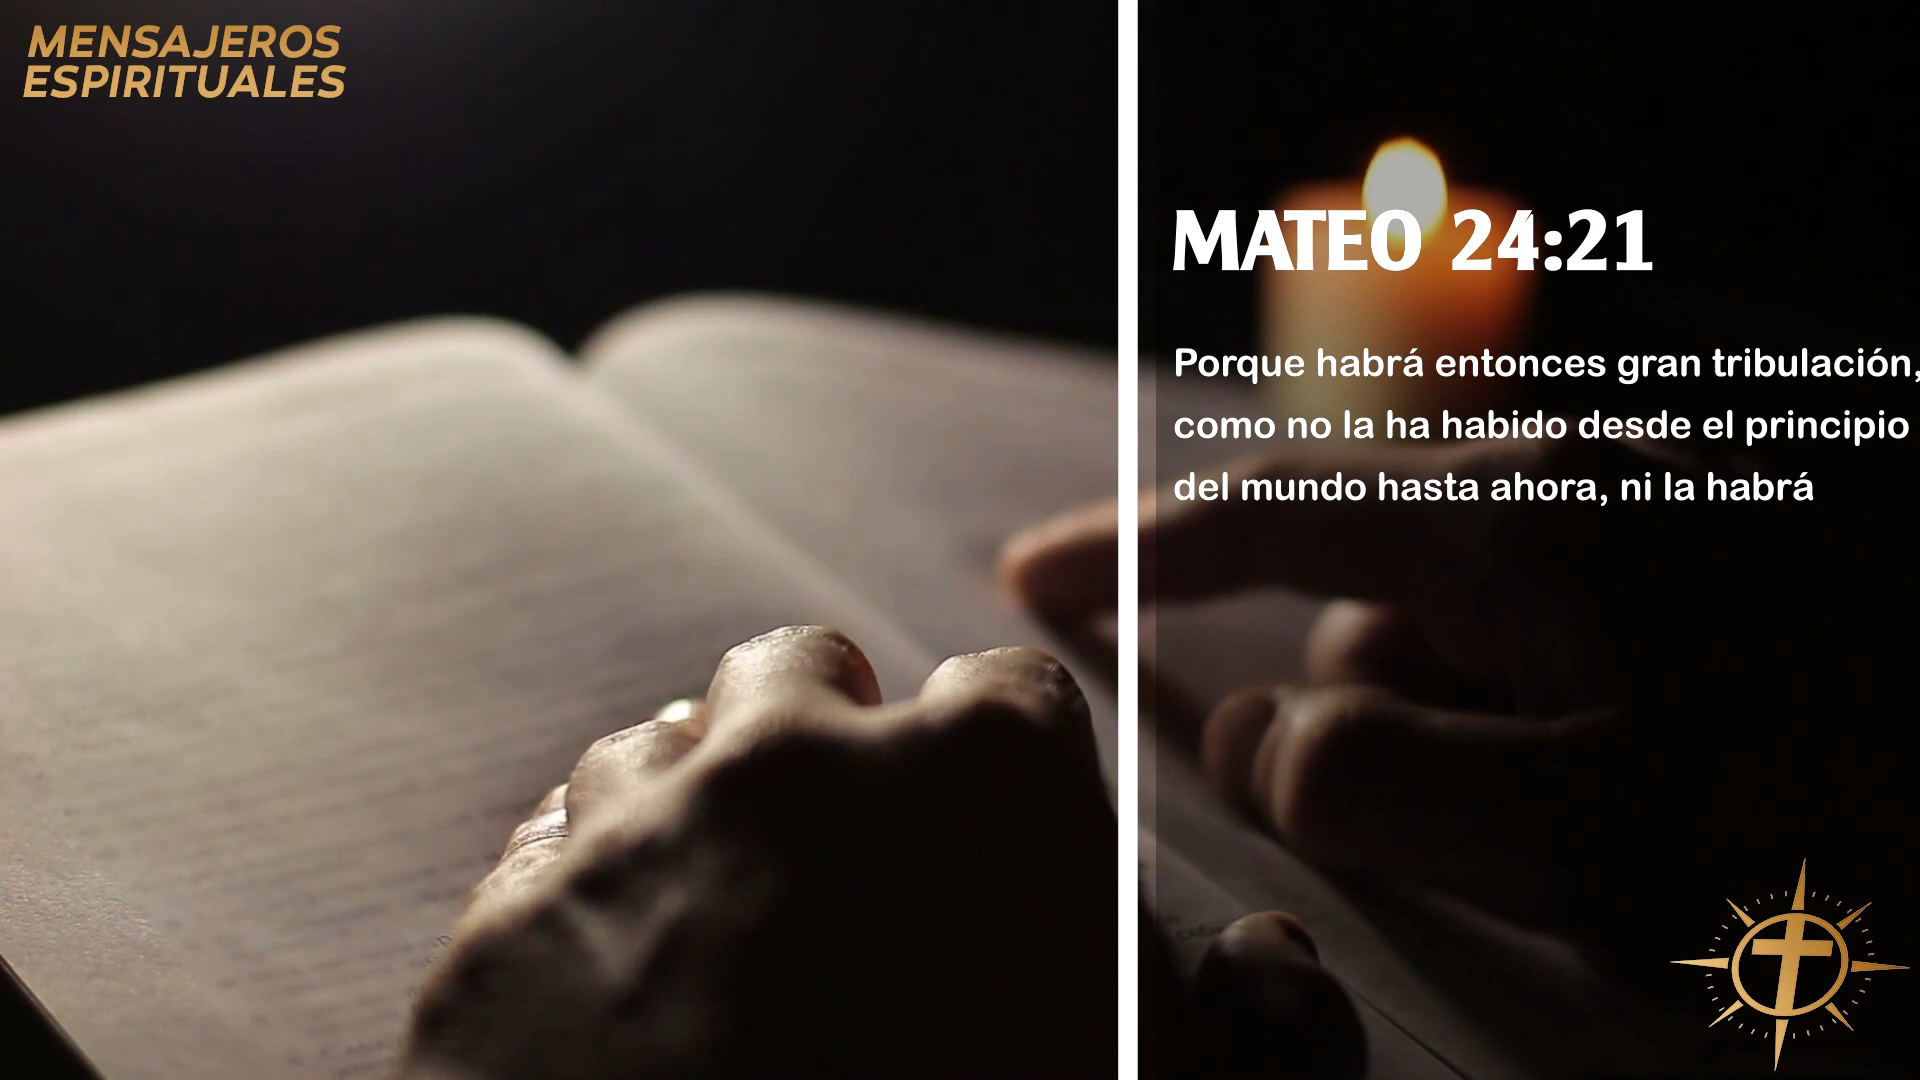 MENSAJEROS
ESPIRITUALES
MATEO 24:21
Porque habrá entonces gran tribulación,
como no la ha habido desde el principio
del mundo hasta ahora, ni la habrá